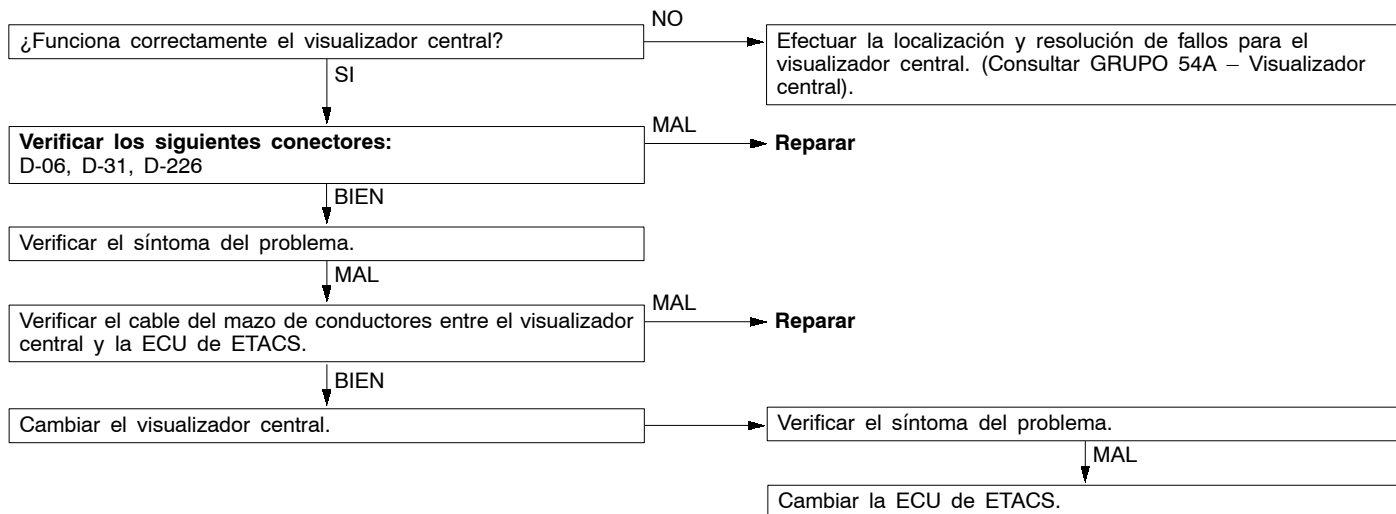 ¿Funciona correctamente el visualizador central?
NO
Efectuar la localización y resolución de fallos para el
visualizador central. (Consultar GRUPO 54A – Visualizador
central).
SI
Verificar los siguientes conectores:
D-06, D-31, D-226
MAL
Reparar
BIEN
Verificar el síntoma del problema.
MAL
Verificar el cable del mazo de conductores entre el visualizador
central y la ECU de ETACS.
MAL
Reparar
BIEN
Cambiar el visualizador central.
Verificar el síntoma del problema.
MAL
Cambiar la ECU de ETACS.